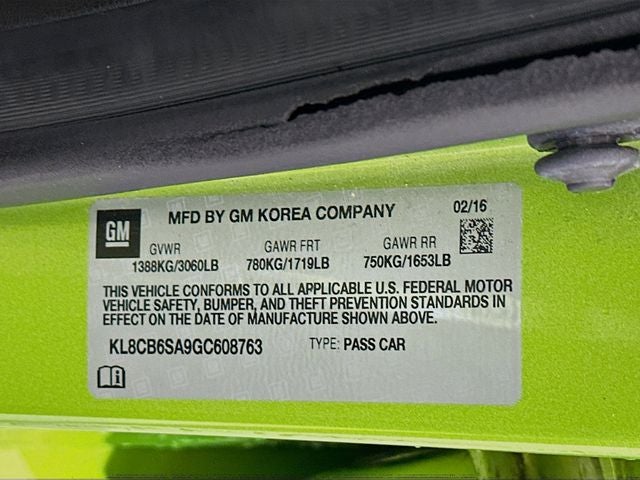 GM
MFD BY GM KOREA COMPANY
02/16
GVWR GAWR FRT GAWR RR
1388KG/3060LB 780KG/1719LB 750KG/1653LB
THIS VEHICLE CONFORMS TO ALL APPLICABLE U.S. FEDERAL MOTOR
VEHICLE SAFETY, BUMPER, AND THEFT PREVENTION STANDARDS IN
EFFECT ON THE DATE OF MANUFACTURE SHOWN ABOVE.
KL8CB6SA9GC608763 TYPE: PASS CAR